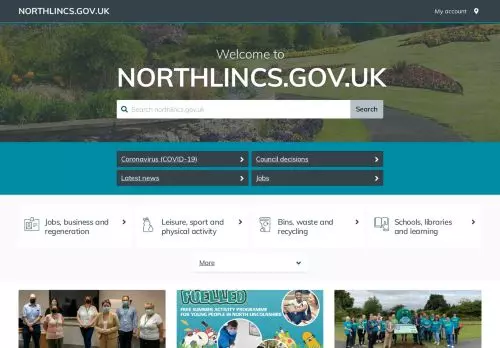 NORTHLINCS.GOV.UK
My account
Welcome to
NORTHLINCS.GOV.UK
Search northlincs.gov.uk
Search
Coronavirus (COVID-19)
Council decisions
Latest news
Jobs
Jobs, business and
regeneration
Leisure, sport and
physical activity
Bins, waste and
recycling
Schools, libraries
and learning
More
FUELLED
FREE SUMMER ACTIVITY PROGRAMME
FOR YOUNG PEOPLE IN NORTH LINCOLNSHIRE